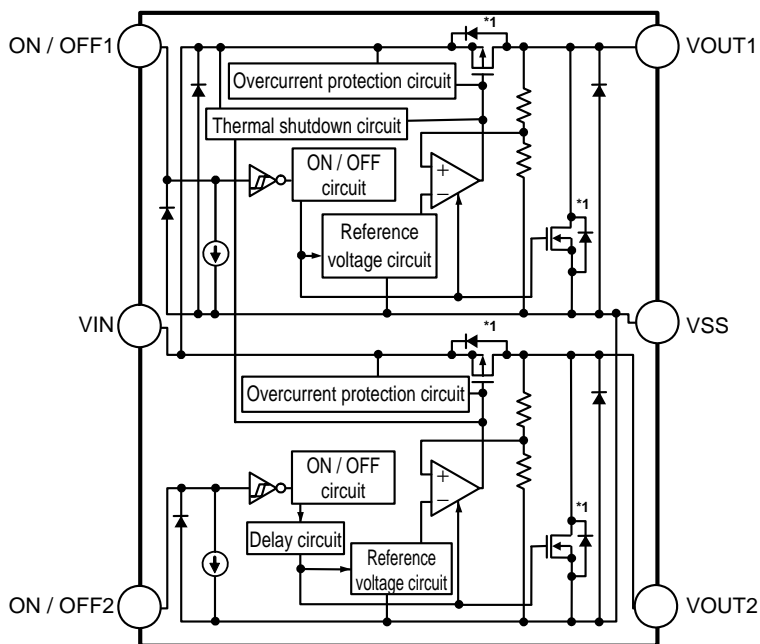 ON / OFF1
*1
VOUT1
Overcurrent protection circuit
Thermal shutdown circuit
ON / OFF
circuit
+
−
*1
Reference
voltage circuit
VIN
VSS
*1
Overcurrent protection circuit
ON / OFF
circuit
+
−
*1
Delay circuit
Reference
voltage circuit
ON / OFF2
VOUT2